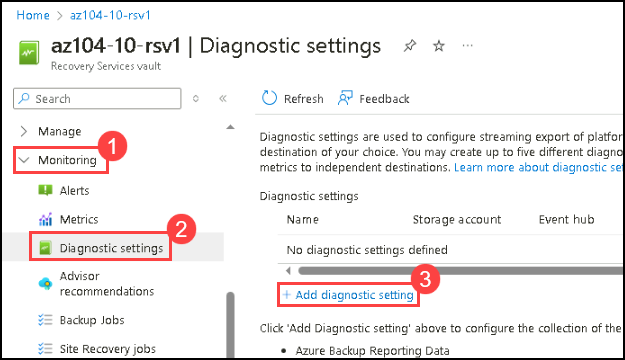 Home > az104-10-rsv1
az104-10-rsv1 | Diagnostic settings
Recovery Services vault
Search
Refresh
Feedback
Manage
Monitoring
1
Alerts
Metrics
Diagnostic settings
2
Advisor
recommendations
Backup Jobs
Site Recovery jobs
Diagnostic settings are used to configure streaming export of platfor
destination of your choice. You may create up to five different diagno
metrics to independent destinations. Learn more about diagnostic set
Diagnostic settings
Name
Storage account
Event hub
No diagnostic settings defined
+ Add diagnostic setting
3
Click 'Add Diagnostic setting' above to configure the collection of the
• Azure Backup Reporting Data